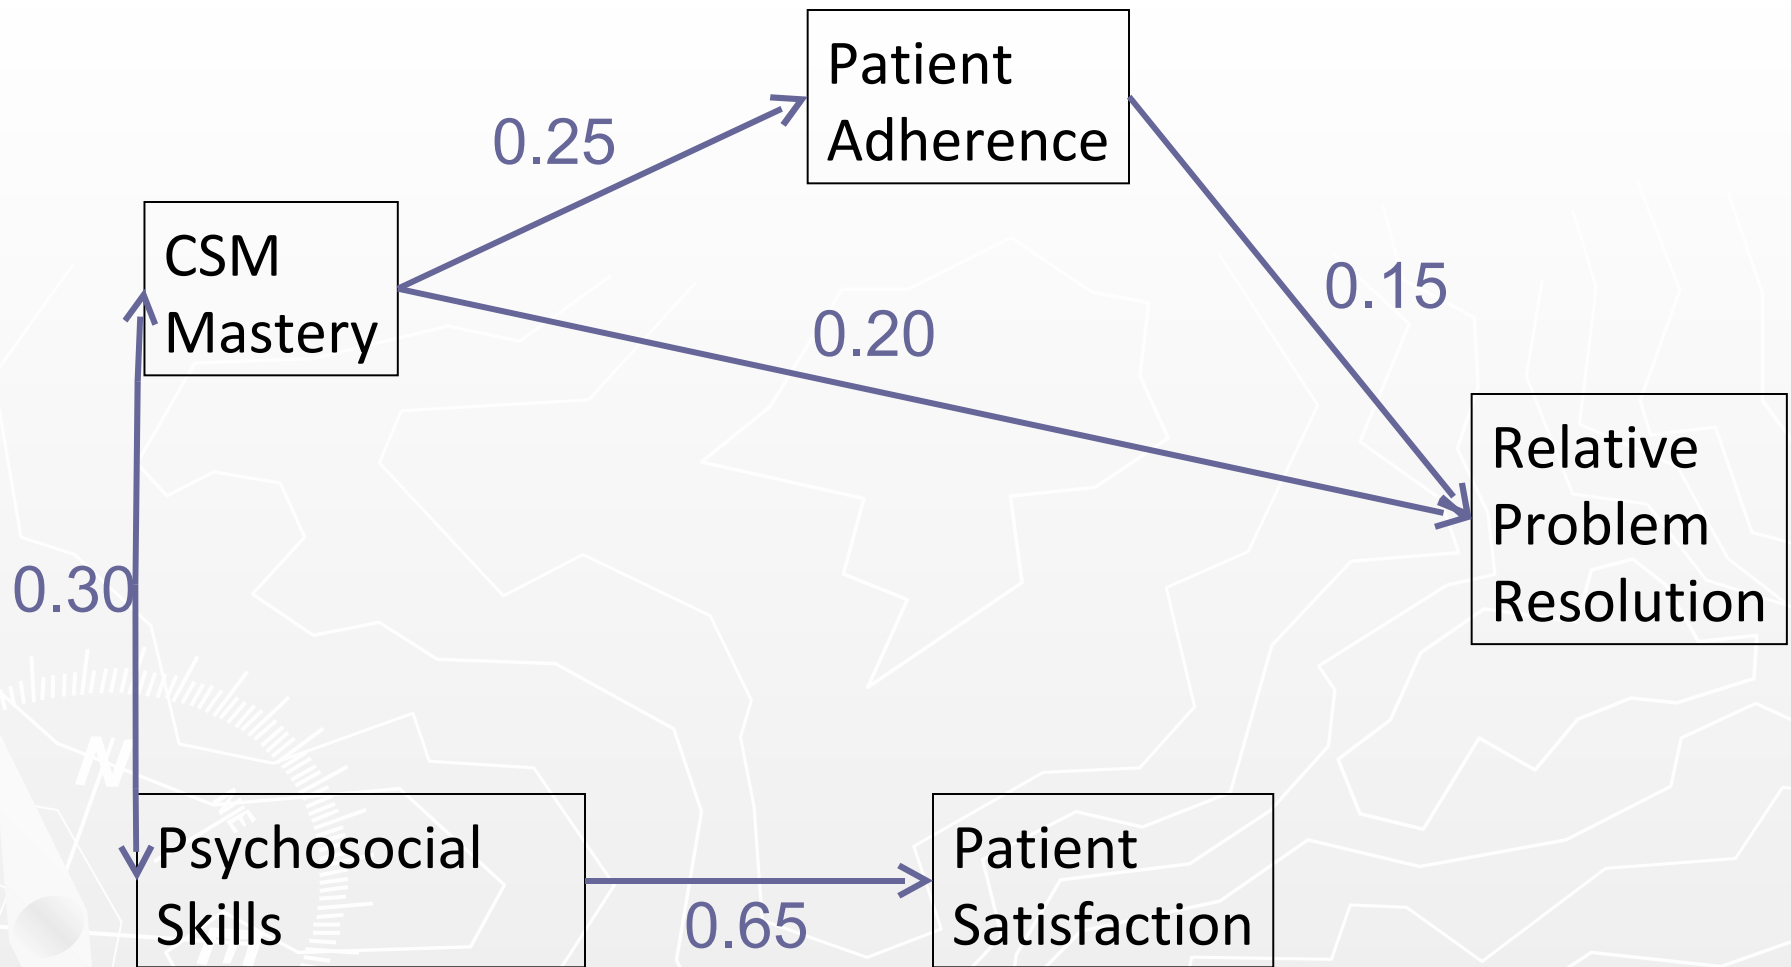 Patient
Adherence
0.25
CSM
Mastery
0.15
0.20
Relative
Problem
Resolution
0.30
N
NE
Psychosocial
Skills
0.65
Patient
Satisfaction